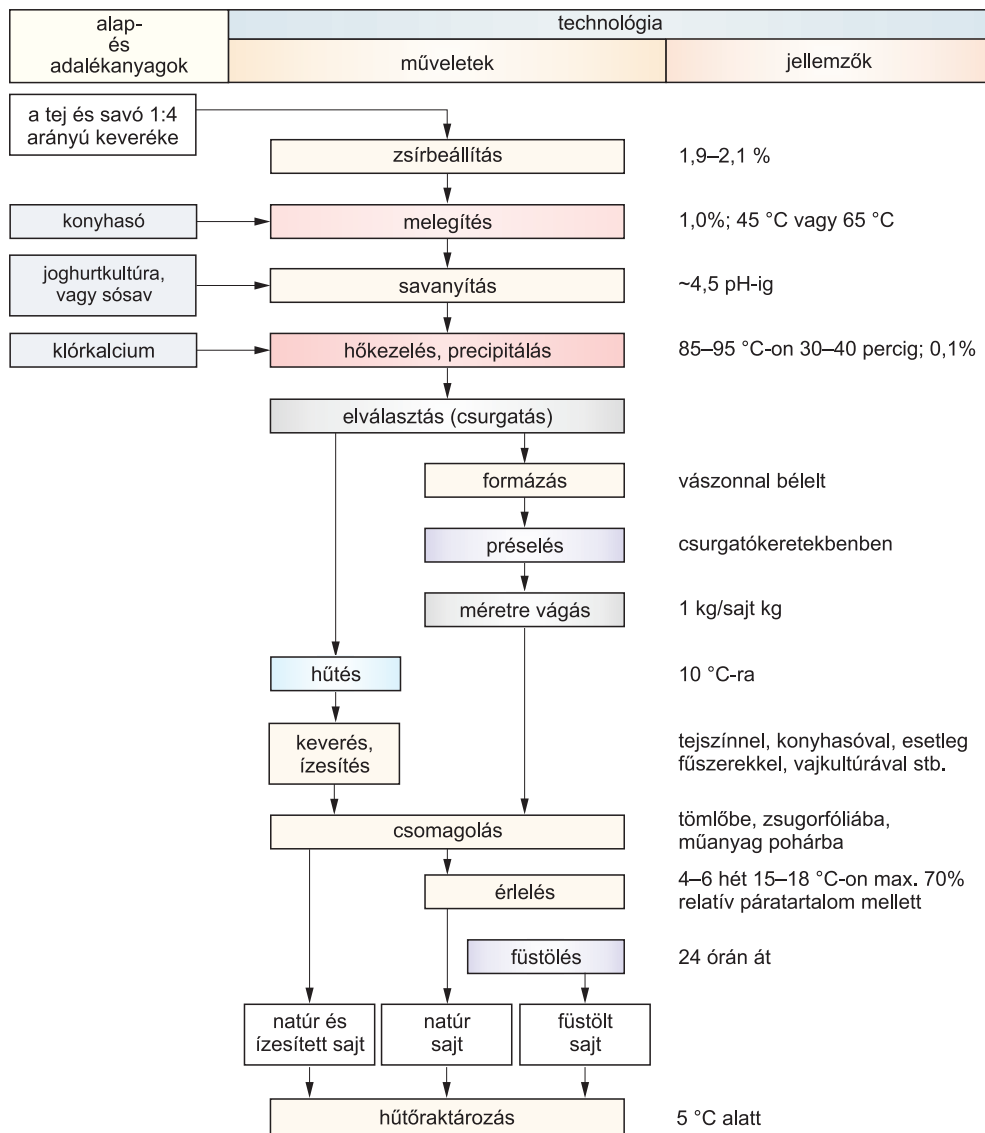 alap-
és
adalékanyagok
technológia
műveletek
jellemzők
a tej és savó 1:4
arányú keveréke
zsírbeállítás
1,9–2,1 %
konyhasó
melegítés
1,0%; 45 °C vagy 65 °C
joghurtkultúra,
vagy sósav
savanyítás
~4,5 pH-ig
klórkalcium
hőkezelés, precipitálás
85–95 °C-on 30–40 percig; 0,1%
elválasztás (csurgatás)
formázás
vászonnal bélelt
préselés
csurgatókeretekbenben
méretre vágás
1 kg/sajt kg
hűtés
10 °C-ra
keverés,
ízesítés
tejszínnel, konyhasóval, esetleg
fűszerekkel, vajkultúrával stb.
csomagolás
tömlőbe, zsugorfóliába,
műanyag pohárba
érlelés
4–6 hét 15–18 °C-on max. 70%
relatív páratartalom mellett
füstölés
24 órán át
natúr és
ízesített sajt
natúr
sajt
füstölt
sajt
hűtőraktározás
5 °C alatt